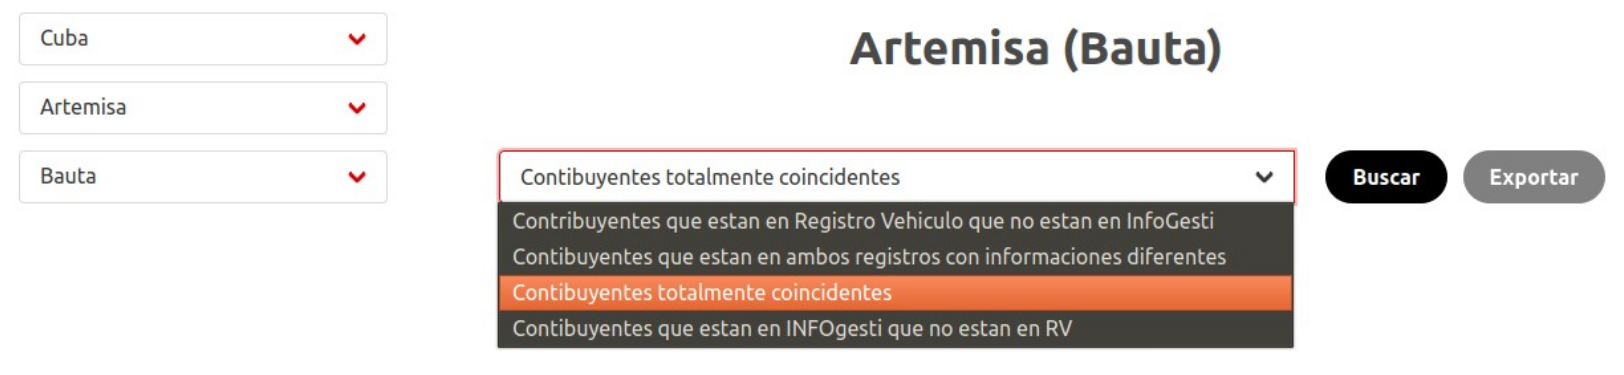 Cuba
Artemisa
Bauta
Artemisa (Bauta)
Contibuyentes totalmente coincidentes
Buscar
Exportar
Contribuyentes que estan en Registro Vehiculo que no estan en InfoGesti
Contibuyentes que estan en ambos registros con informaciones diferentes
Contibuyentes totalmente coincidentes
Contibuyentes que estan en INFOgesti que no estan en RV